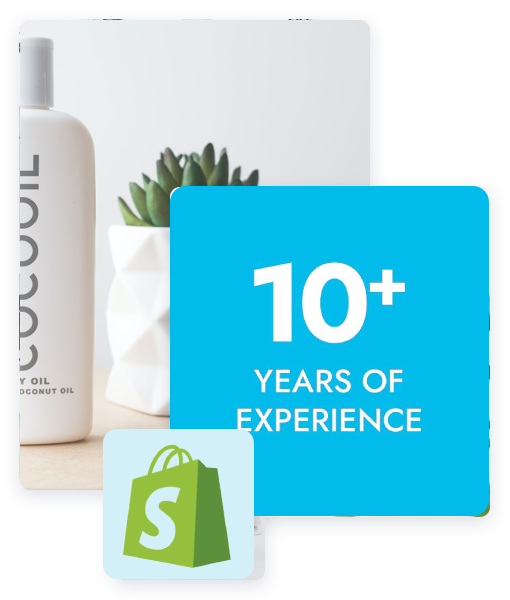 COCOOIL
Y OIL
OCONUT OIL
10+
YEARS OF
EXPERIENCE
S